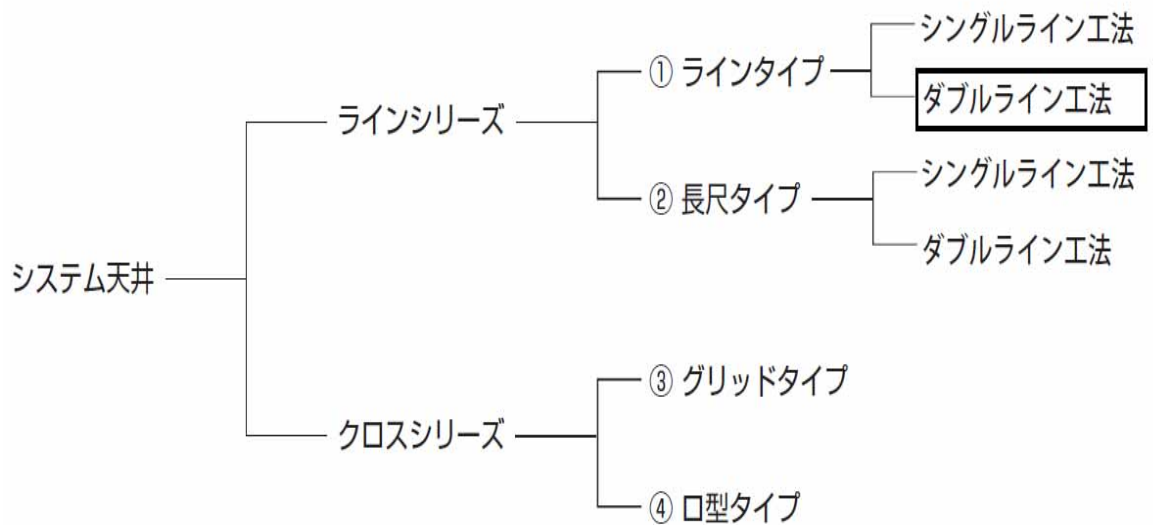 システム天井
ラインシリーズ
① ラインタイプ
シングルライン工法
ダブルライン工法
② 長尺タイプ
シングルライン工法
ダブルライン工法
クロスシリーズ
③ グリッドタイプ
④ ロ型タイプ